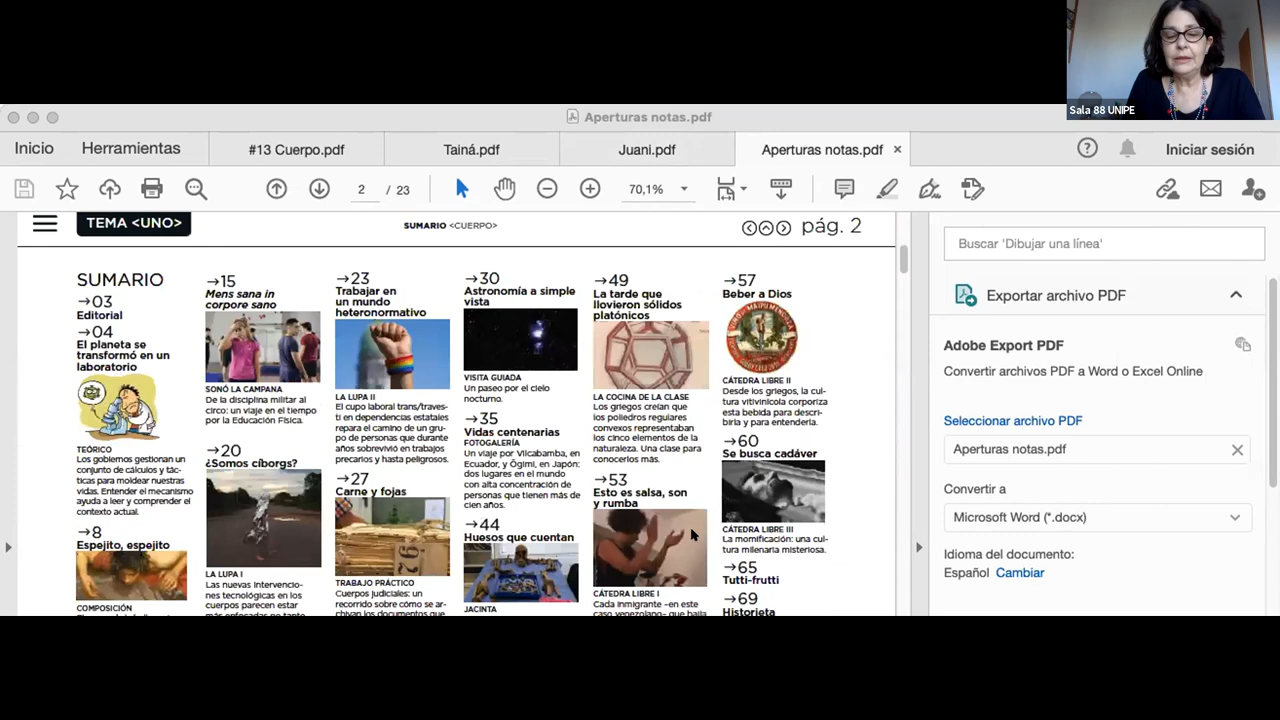 Sala 88 UNIPE
Aperturas notas.pdf
Inicio
Herramientas
#13 Cuerpo.pdf
Tainá.pdf
Juani.pdf
Aperturas notas.pdf
Iniciar sesión
2 / 23
70,1%
TEMA <UNO>
SUMARIO <CUERPO>
pág. 2
SUMARIO
→03
Editorial
→04
El planeta se
transformó en un
laboratorio
TEÓRICO
Los gobiernos gestionan un
conjunto de cálculos y tác-
ticas para moldear nuestras
vidas. Entender el mecanismo
ayuda a leer y comprender el
contexto actual.
→8
Espejito, espejito
COMPOSICIÓN
→15
Mens sana in
corpore sano
SONÓ LA CAMPANA
De la disciplina militar al
circo: un viaje en el tiempo
por la Educación Física.
→20
¿Somos cíborgs?
LA LUPA I
Las nuevas intervencio-
nes tecnológicas en los
cuerpos parecen estar
→23
Trabajar en
un mundo
heteronormativo
LA LUPA II
El cupo laboral trans/traves-
ti en dependencias estatales
repara el camino de un gru-
po de personas que durante
años sobrevivió en trabajos
precarios y hasta peligrosos.
→27
Carne y fojas
TRABAJO PRÁCTICO
Cuerpos judiciales: un
recorrido sobre cómo se ar-
chivan los documentos que
→30
Astronomía a simple
vista
VISITA GUIADA
Un paseo por el cielo
nocturno.
→35
Vidas centenarias
FOTOGALERÍA
Un viaje por Vilcabamba, en
Ecuador, y Ōgimi, en Japón:
dos lugares en el mundo
con alta concentración de
personas que tienen más de
cien años.
→44
Huesos que cuentan
JACINTA
→49
La tarde que
llovieron sólidos
platónicos
LA COCINA DE LA CLASE
Los griegos creían que
los poliedros regulares
convexos representaban
los cinco elementos de la
naturaleza. Una clase para
conocerlos más.
→53
Esto es salsa, son
y rumba
CÁTEDRA LIBRE I
Cada inmigrante –en este
caso venezolano– que baila
→57
Beber a Dios
CÁTEDRA LIBRE II
Desde los griegos, la cul-
tura vitivinícola corporiza
esta bebida para descri-
birla y para entenderla.
→60
Se busca cadáver
CÁTEDRA LIBRE III
La momificación: una cul-
tura milenaria misteriosa.
→65
Tutti-frutti
→69
Historieta
Buscar 'Dibujar una línea'
Exportar archivo PDF
Adobe Export PDF
Convertir archivos PDF a Word o Excel Online
Seleccionar archivo PDF
Aperturas notas.pdf
Convertir a
Microsoft Word (*.docx)
Idioma del documento:
Español Cambiar